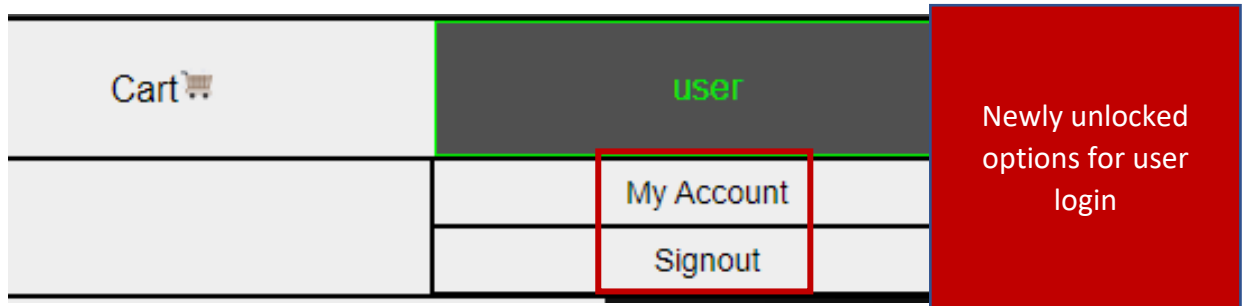 Cart
user
Newly unlocked
options for user
login
My Account
Signout